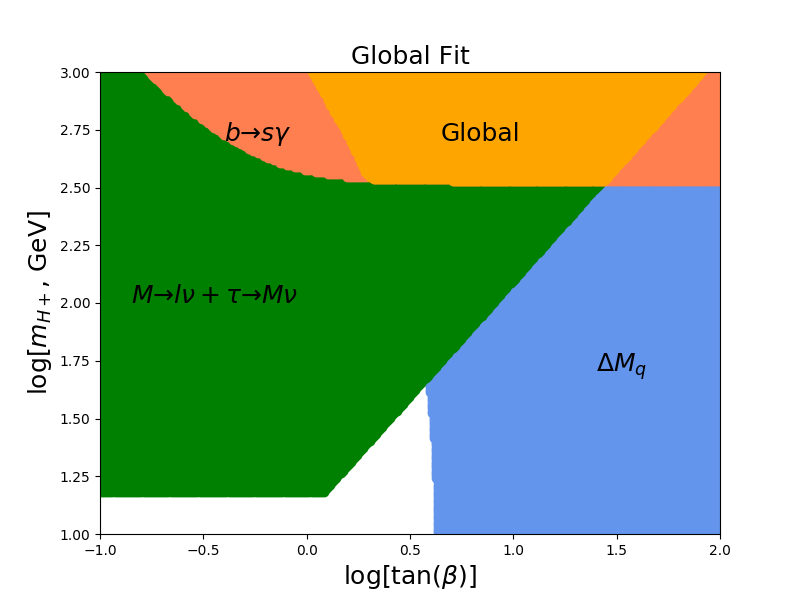 Global Fit
3.00
2.75
2.50
2.25
2.00
1.75
1.50
1.25
1.00
log[m_{H+}, GeV]
b→sγ
Global
M→lν + τ→Mν
ΔM_q
−1.0 −0.5 0.0 0.5 1.0 1.5 2.0
log[tan(β)]